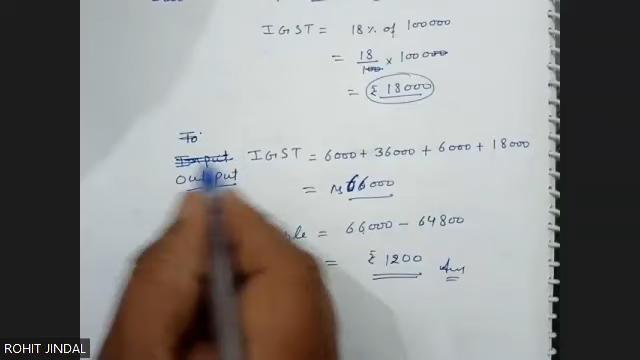 IGST = 18% of 100000
= 18/100 × 100000
= ₹ 18000
To
Input IGST = 6000 + 36000 + 6000 + 18000
Output
= Rs 66000
= 66000 - 64800
= ₹ 1200 Ans
ROHIT JINDAL